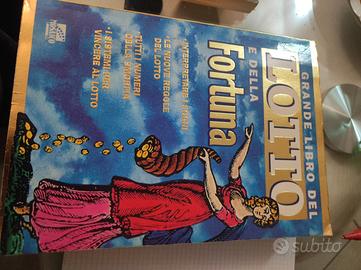 GRANDE LIBRO DEL
LOTTO
E DELLA
Fortuna
• INTERPRETARE I SOGNI
• LE NUOVE REGOLE
DEL LOTTO
• TUTTI I NUMERI
DELLA SMORFIA
• I SISTEMI PER
VINCERE AL LOTTO
subito